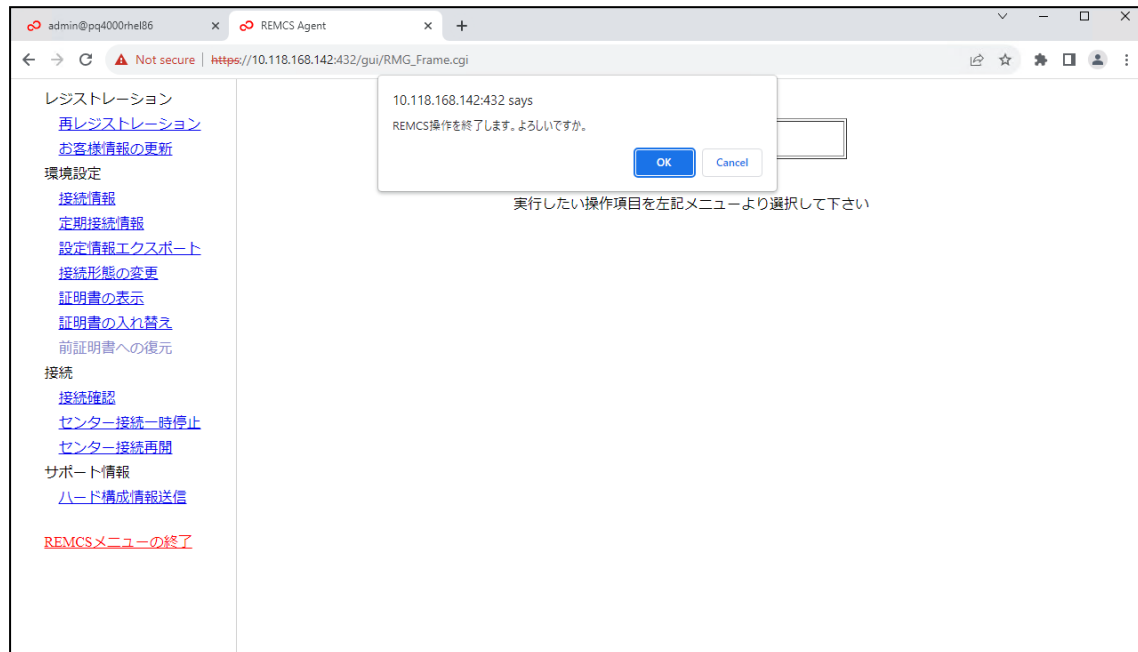 admin@pq4000rhel86
REMCS Agent
Not secure
https://10.118.168.142:432/gui/RMG_Frame.cgi
10.118.168.142:432 says
REMCS操作を終了します。よろしいですか。
OK
Cancel
実行したい操作項目を左記メニューより選択して下さい
レジストレーション
再レジストレーション
お客様情報の更新
環境設定
接続情報
定期接続情報
設定情報エクスポート
接続形態の変更
証明書の表示
証明書の入れ替え
前証明書への復元
接続
接続確認
センター接続一時停止
センター接続再開
サポート情報
ハード構成情報送信
REMCSメニューの終了